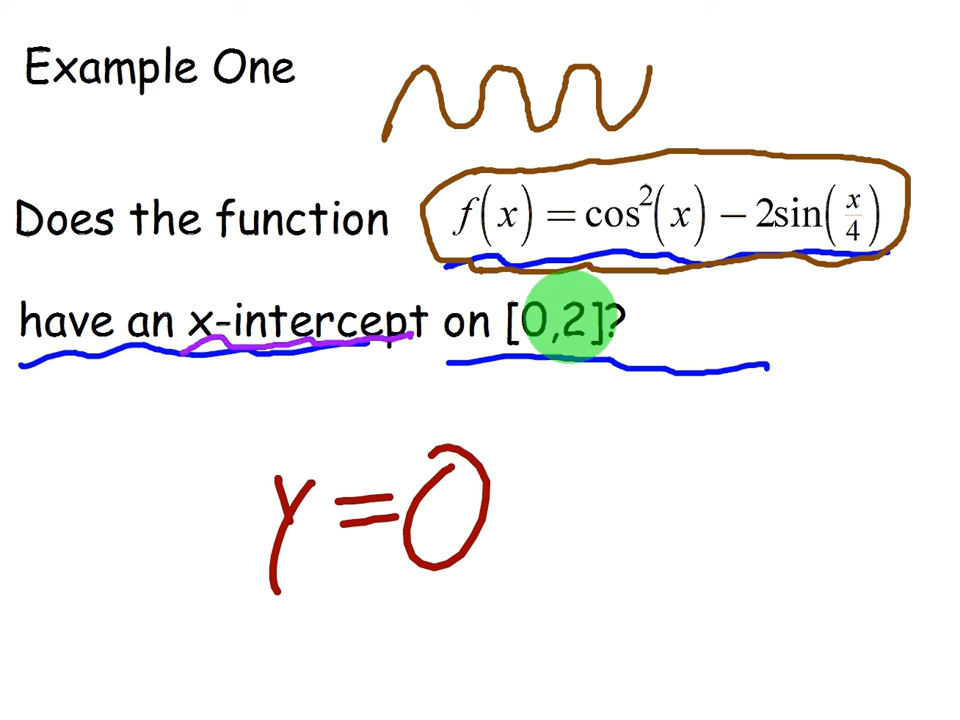 Example One
Does the function f(x) = cos²(x) − 2sin(x/4)
have an x-intercept on [0,2]?
y=0